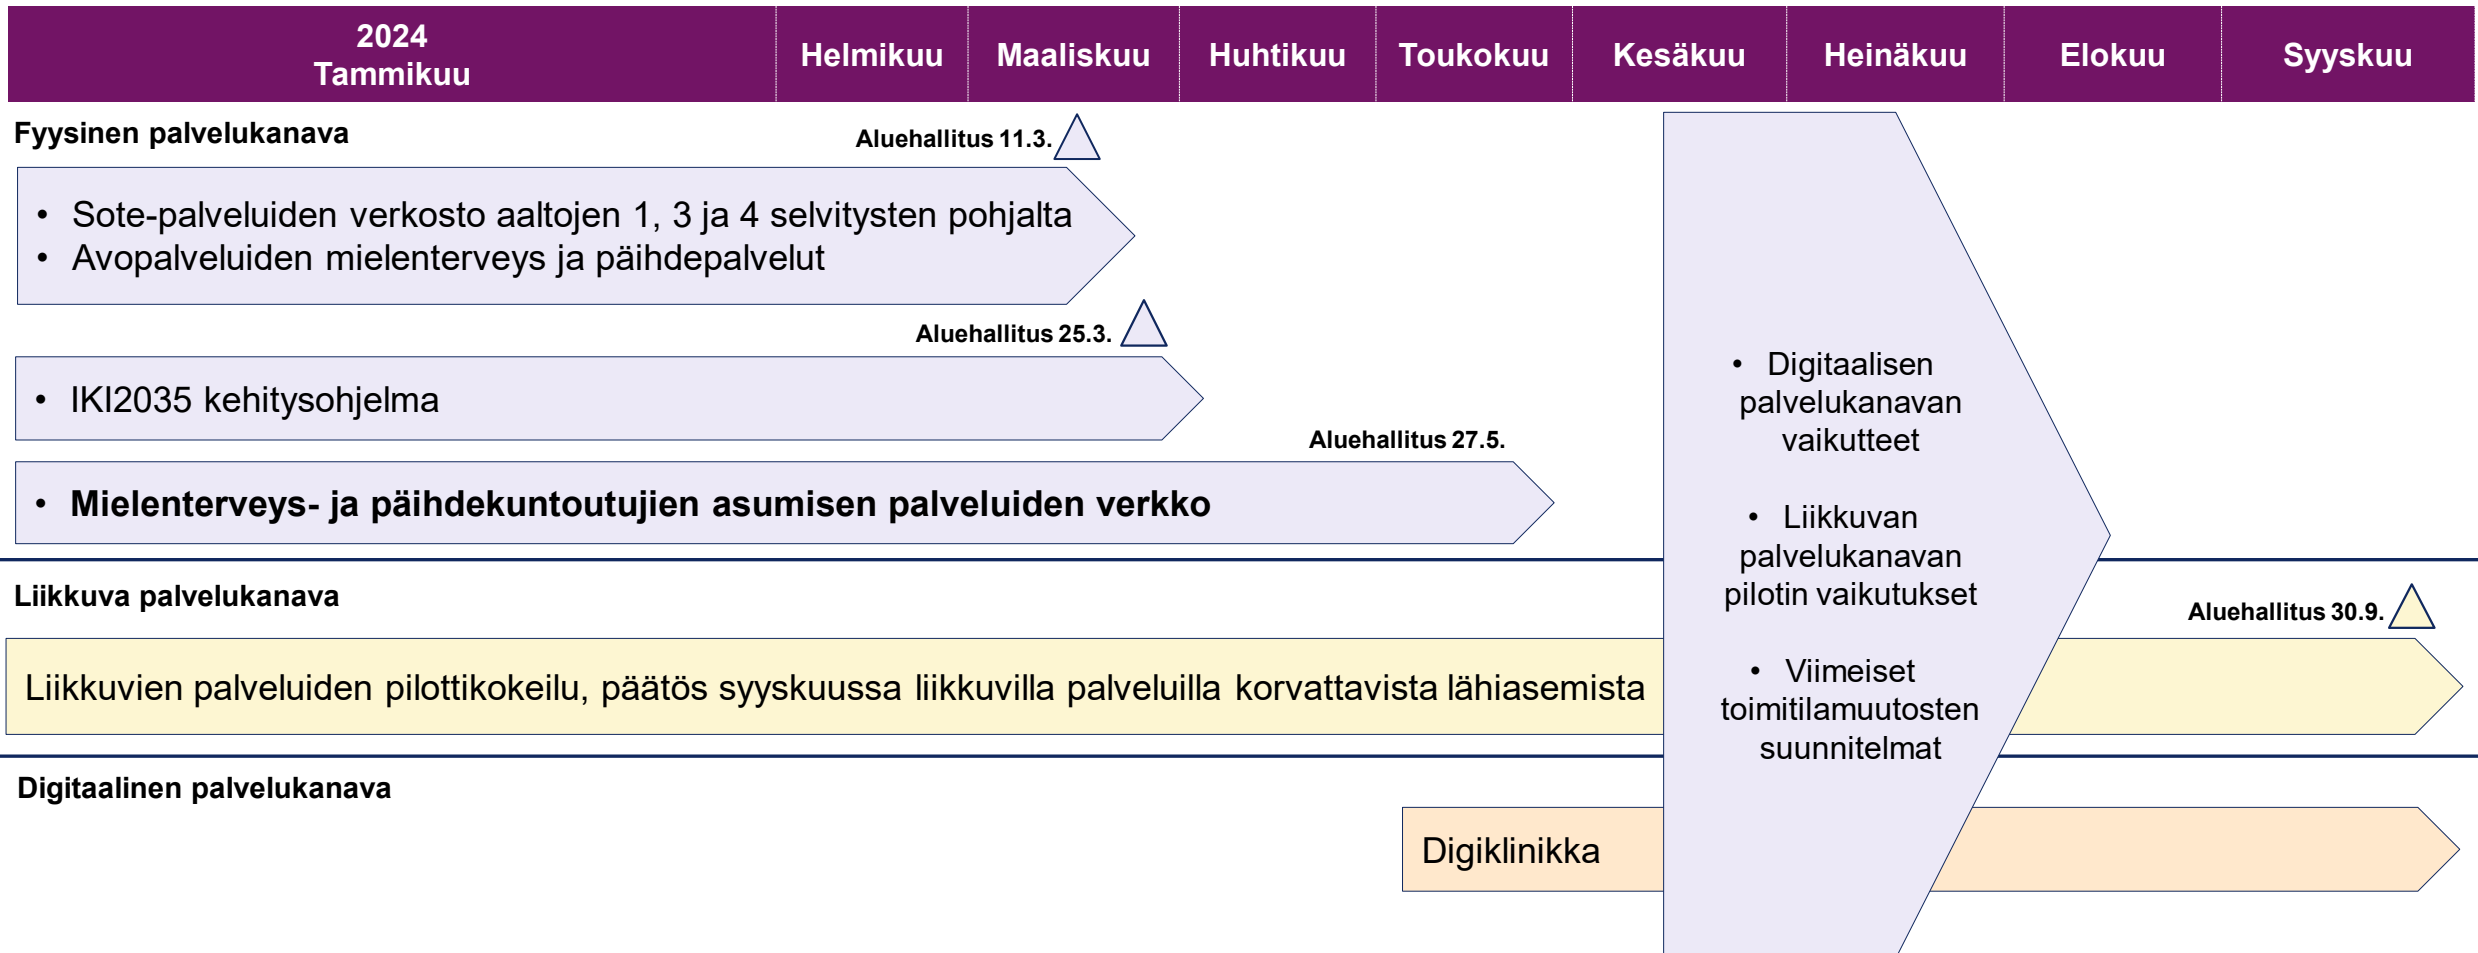 2024
Tammikuu
Helmikuu
Maaliskuu
Huhtikuu
Toukokuu
Kesäkuu
Heinäkuu
Elokuu
Syyskuu
Fyysinen palvelukanava
Aluehallitus 11.3.
• Sote-palveluiden verkosto aaltojen 1, 3 ja 4 selvitysten pohjalta
• Avopalveluiden mielenterveys ja päihdepalvelut
Aluehallitus 25.3.
• IKI2035 kehitysohjelma
Aluehallitus 27.5.
• Mielenterveys- ja päihdekuntoutujien asumisen palveluiden verkko
• Digitaalisen
palvelukanavan
vaikutteet
• Liikkuvan
palvelukanavan
pilotin vaikutukset
• Viimeiset
toimitilamuutosten
suunnitelmat
Liikkuva palvelukanava
Aluehallitus 30.9.
Liikkuvien palveluiden pilottikokeilu, päätös syyskuussa liikkuvilla palveluilla korvattavista lähiasemista
Digitaalinen palvelukanava
Digiklinikka